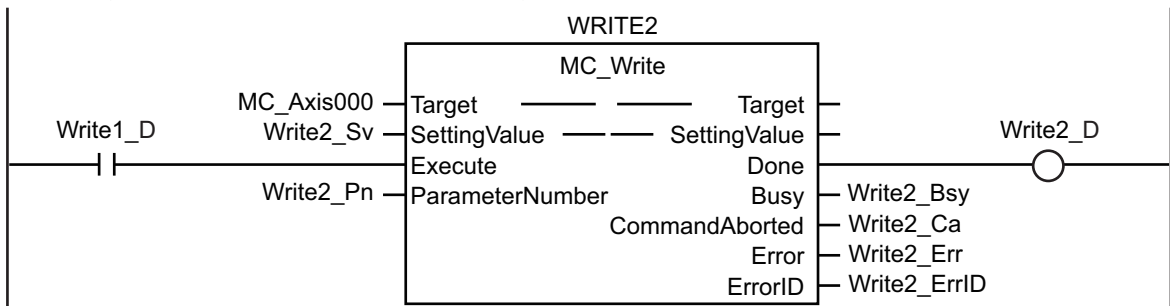 WRITE2
MC_Write
MC_Axis000 Target Target
Write1_D Write2_Sv SettingValue SettingValue Write2_D
Execute Done
Write2_Pn ParameterNumber Busy Write2_Bsy
CommandAborted Write2_Ca
Error Write2_Err
ErrorID Write2_ErrID